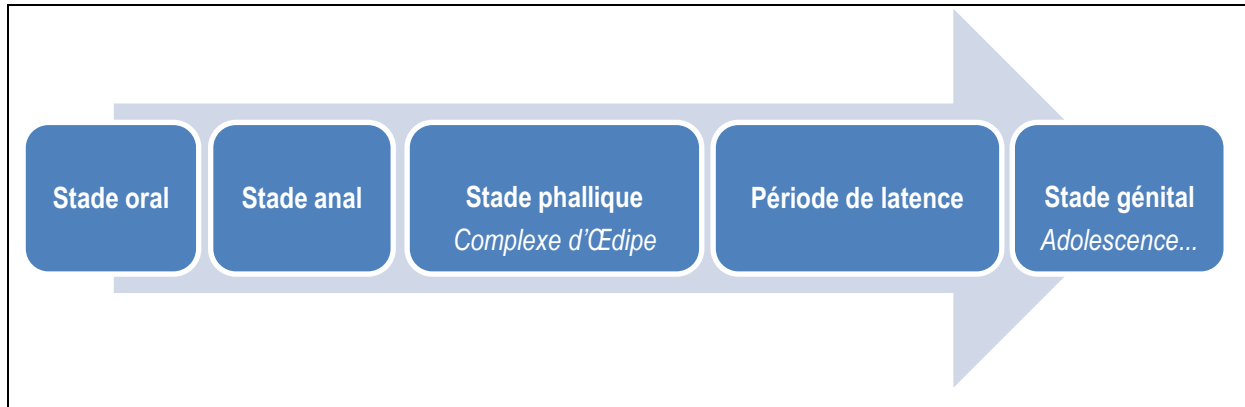 Stade oral
Stade anal
Stade phallique
Complexe d'Œdipe
Période de latence
Stade génital
Adolescence...